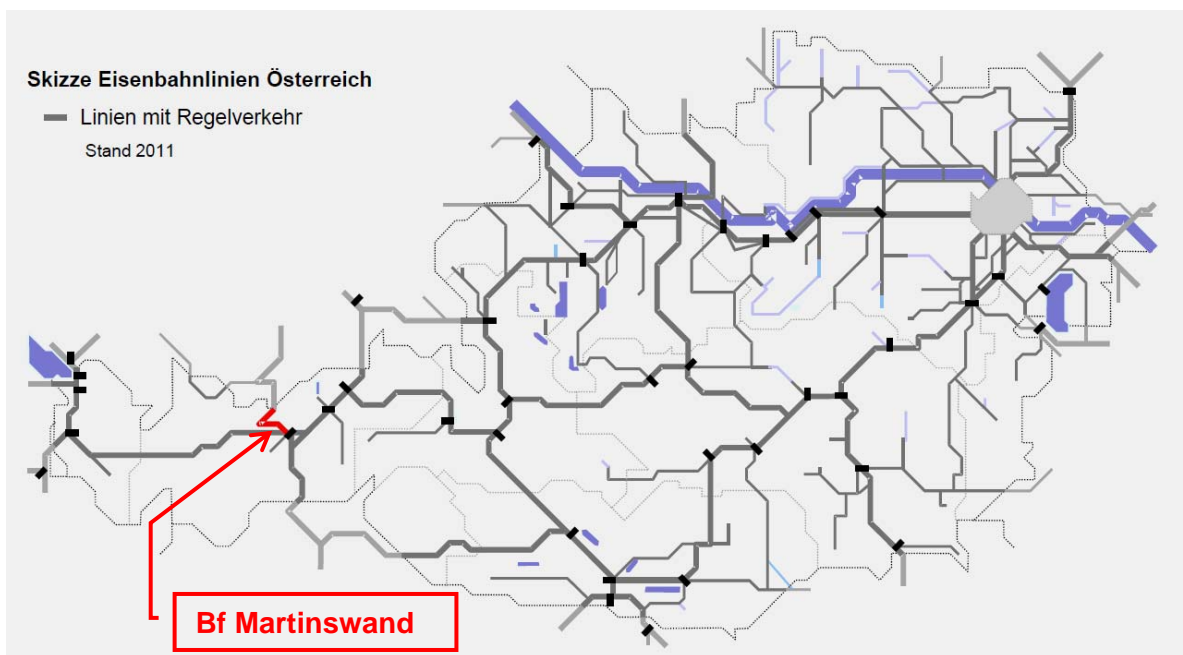 Skizze Eisenbahnlinien Österreich
Linien mit Regelverkehr
Stand 2011
Bf Martinswand